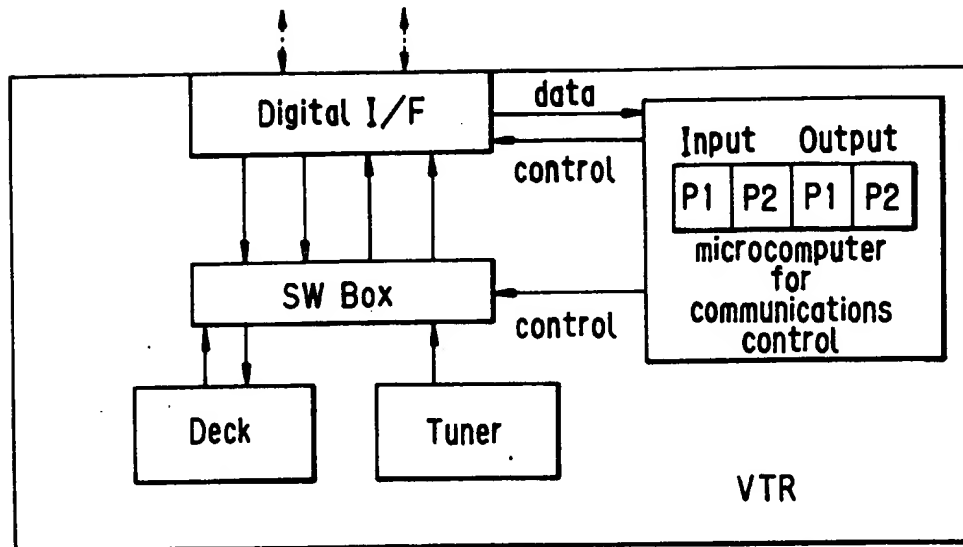 Digital I/F
data
control
Input Output
P1 P2 P1 P2
microcomputer
for
communications
control
SW Box
control
Deck
Tuner
VTR